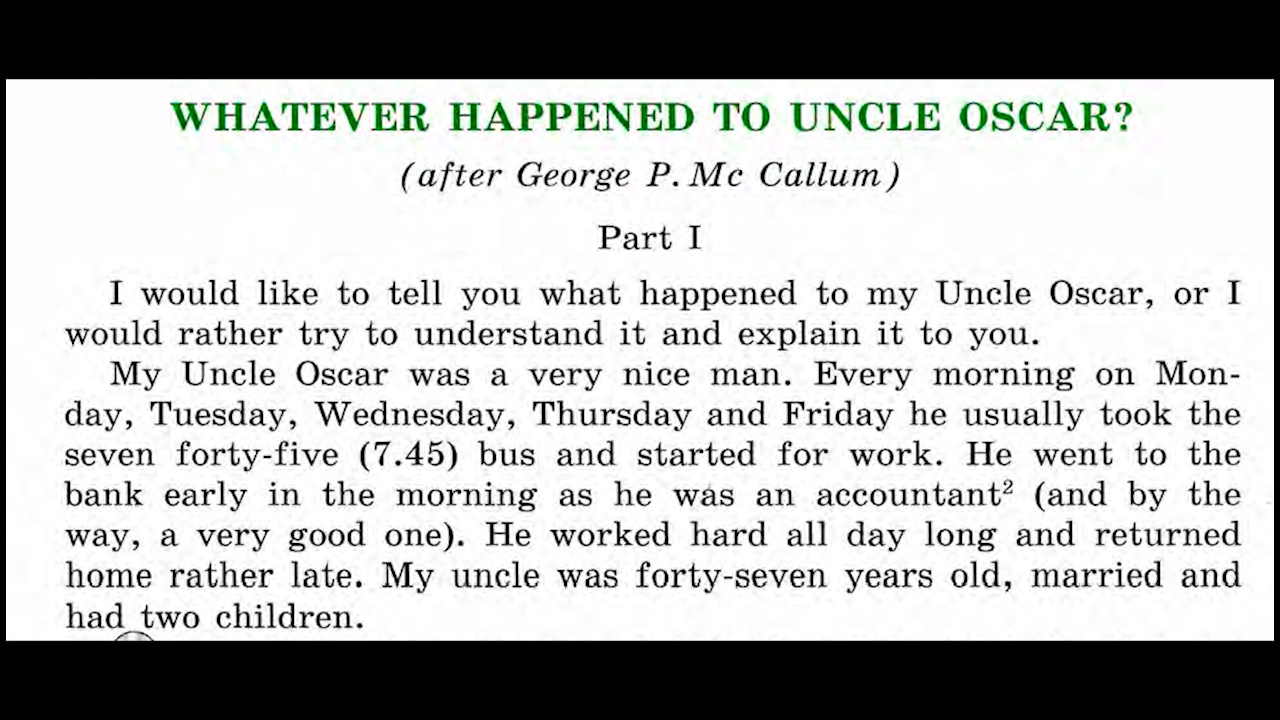 WHATEVER HAPPENED TO UNCLE OSCAR?
(after George P. Mc Callum)
Part I
I would like to tell you what happened to my Uncle Oscar, or I
would rather try to understand it and explain it to you.
My Uncle Oscar was a very nice man. Every morning on Mon-
day, Tuesday, Wednesday, Thursday and Friday he usually took the
seven forty-five (7.45) bus and started for work. He went to the
bank early in the morning as he was an accountant² (and by the
way, a very good one). He worked hard all day long and returned
home rather late. My uncle was forty-seven years old, married and
had two children.